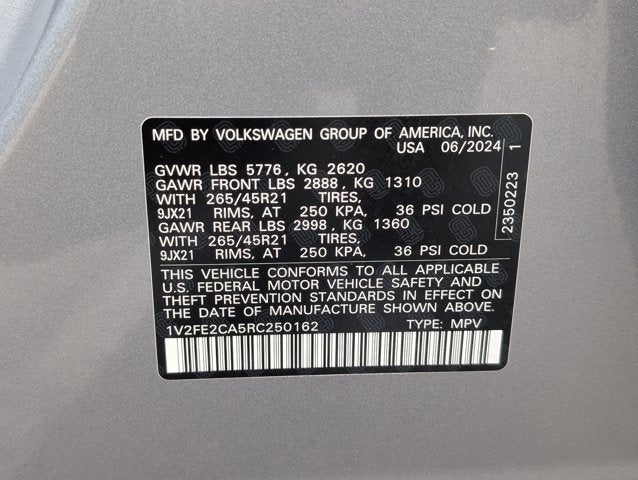 MFD BY VOLKSWAGEN GROUP OF AMERICA, INC.
USA 06/2024
GVWR LBS 5776, KG 2620
GAWR FRONT LBS 2888, KG 1310
WITH 265/45R21 TIRES,
9JX21 RIMS, AT 250 KPA, 36 PSI COLD
GAWR REAR LBS 2998, KG 1360
WITH 265/45R21 TIRES,
9JX21 RIMS, AT 250 KPA, 36 PSI COLD
THIS VEHICLE CONFORMS TO ALL APPLICABLE
U.S. FEDERAL MOTOR VEHICLE SAFETY AND
THEFT PREVENTION STANDARDS IN EFFECT ON
THE DATE OF MANUFACTURE SHOWN ABOVE.
1V2FE2CA5RC250162 TYPE: MPV
2350223 1